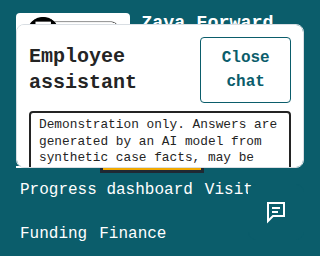 Zava Forward
Employee assistant
Close chat
Demonstration only. Answers are
generated by an AI model from
synthetic case facts, may be
Progress dashboard Visit
Funding Finance